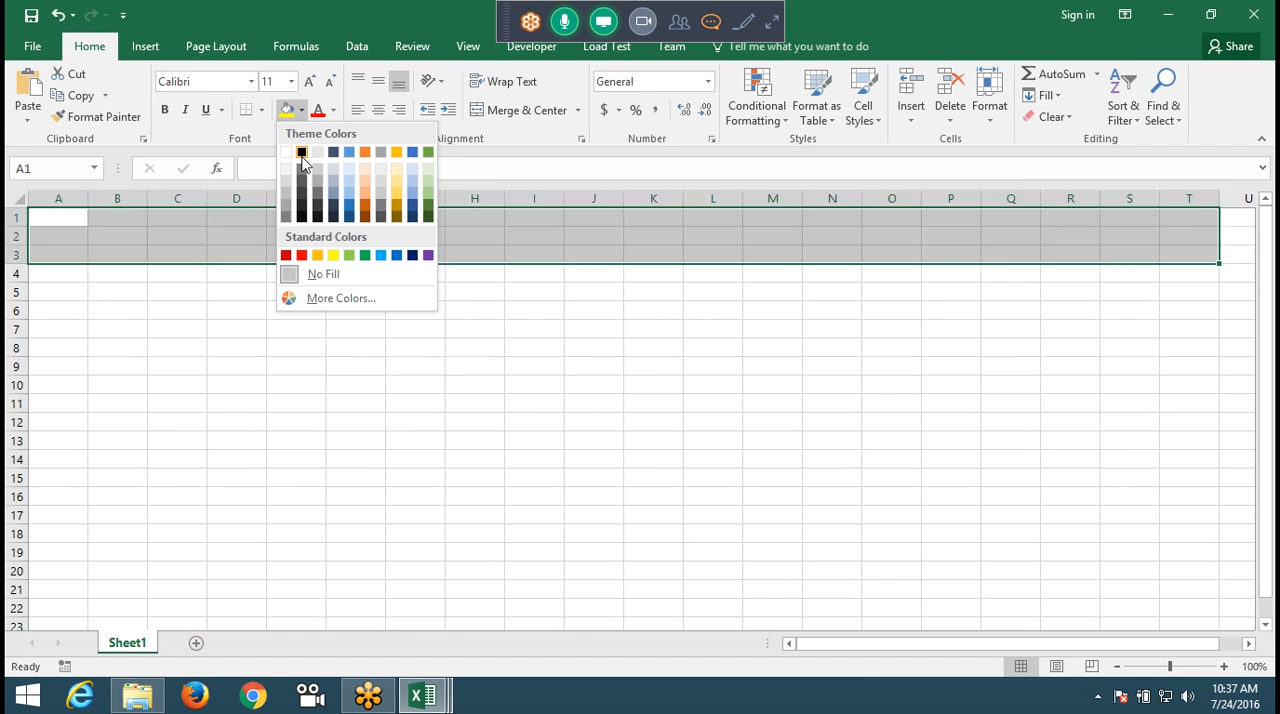 Sign in
File Home Insert Page Layout Formulas Data Review View Developer Load Test Team Tell me what you want to do Share
Paste Cut Copy Format Painter
Calibri 11
B I U
Wrap Text
Merge & Center
General
$ % ,
Conditional Formatting
Format as Table
Cell Styles
Insert Delete Format
AutoSum
Fill
Clear
Sort & Filter
Find & Select
Clipboard Font Alignment Number Styles Cells Editing
Theme Colors
Standard Colors
No Fill
More Colors...
A1 fx
A B C D H I J K L M N O P Q R S T U
1
2
3
4
5
6
7
8
9
10
11
12
13
14
15
16
17
18
19
20
21
22
23
Sheet1
Ready 100%
10:37 AM
7/24/2016